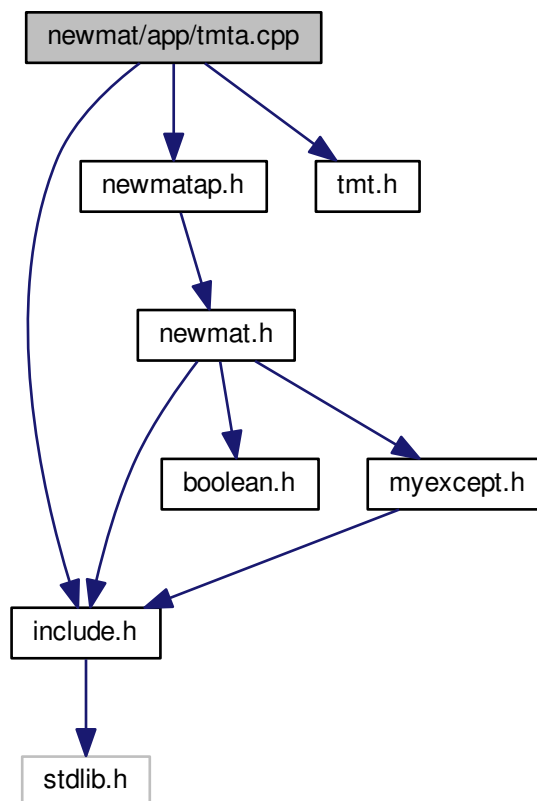 newmat/app/tmta.cpp
newmatap.h
tmt.h
newmat.h
boolean.h
myexcept.h
include.h
stdlib.h